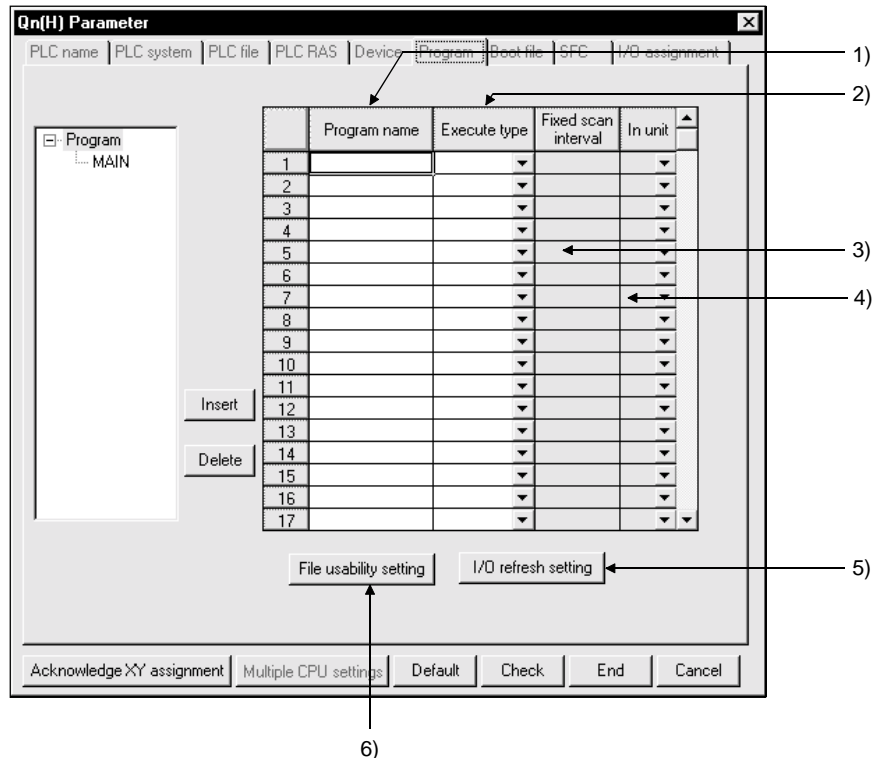 Qn(H) Parameter
PLC name PLC system PLC file PLC RAS Device Program Boot file SFC I/O assignment
1)
2)
Program
MAIN
Program name Execute type Fixed scan interval In unit
1
2
3
4
5
3)
6
7
4)
8
9
10
11
Insert
12
13
14
Delete
15
16
17
File usability setting I/O refresh setting
5)
Acknowledge XY assignment Multiple CPU settings Default Check End Cancel
6)